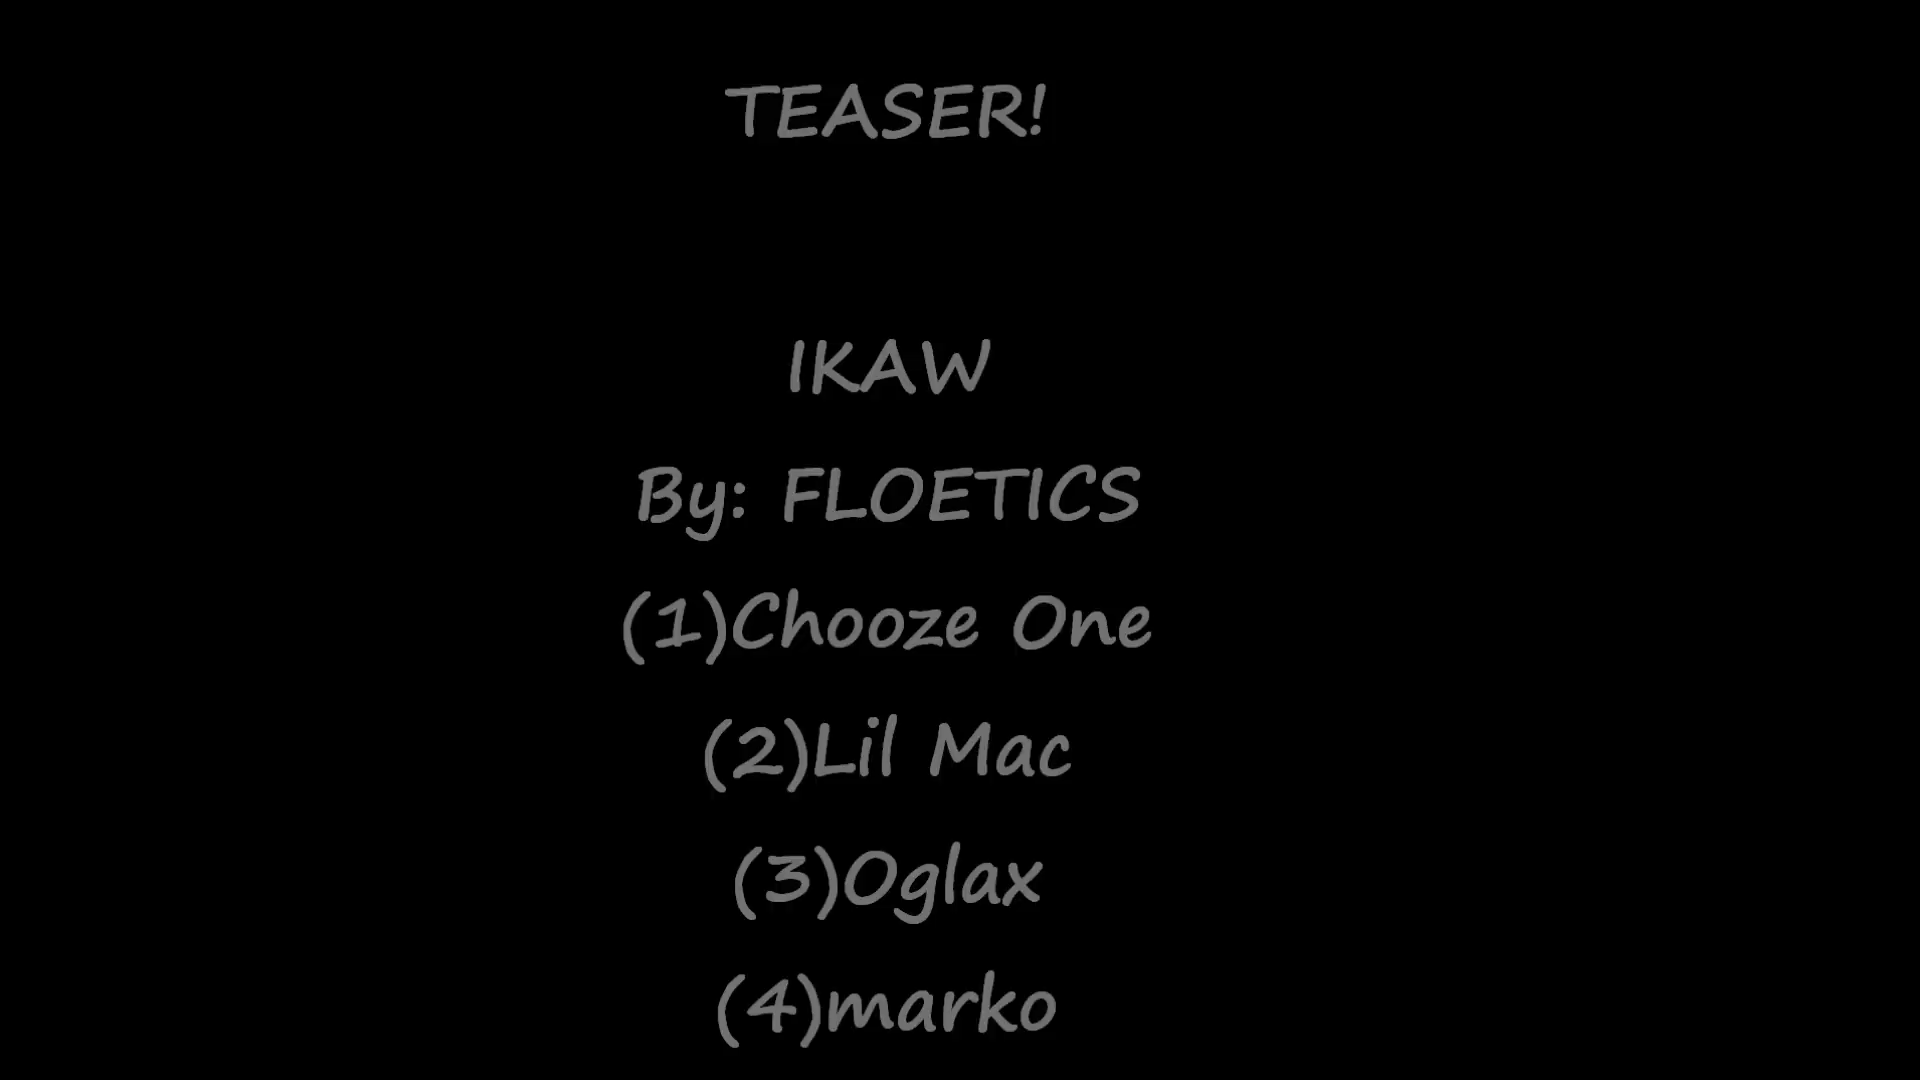 TEASER!
IKAW
By: FLOETICS
(1)Chooze One
(2)Lil Mac
(3)Oglax
(4)marko